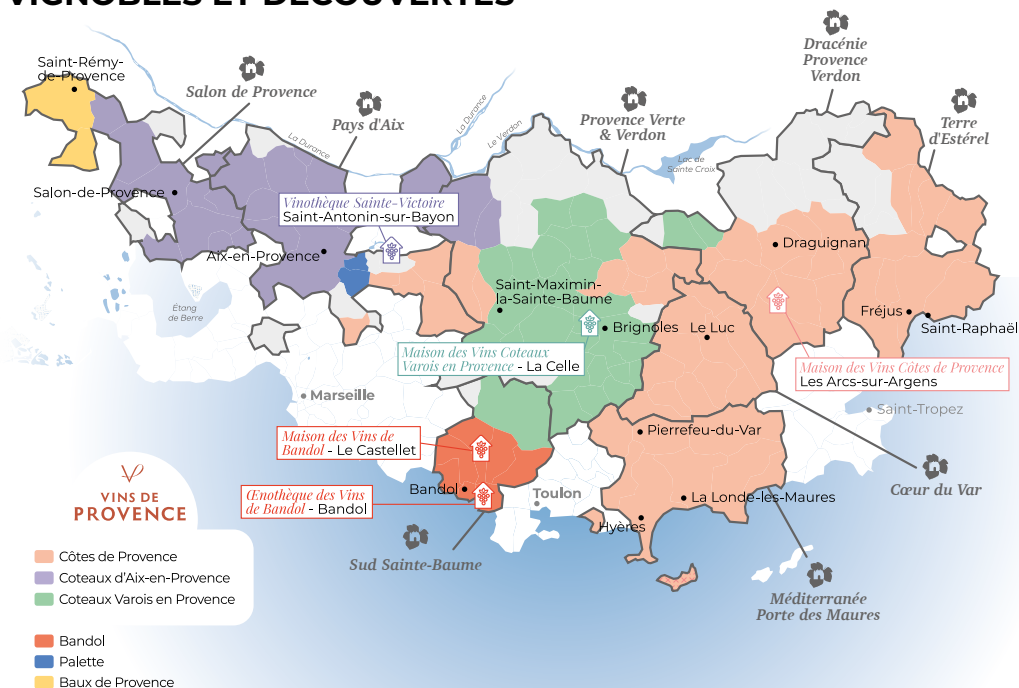 VIGNOBLES ET DÉCOUVERTES
Dracénie
Provence
Verdon
Saint-Rémy-
de-Provence
Salon de Provence
Pays d'Aix
La Durance
La Durance
Le Verdon
Provence Verte
& Verdon
Lac de
Sainte Croix
Terre
d'Estérel
Salon-de-Provence
Vinothèque Sainte-Victoire
Saint-Antonin-sur-Bayon
Aix-en-Provence
Draguignan
Étang
de Berre
Saint-Maximin-
la-Sainte-Baume
Brignoles
Le Luc
Fréjus
Saint-Raphaël
Maison des Vins Coteaux
Varois en Provence - La Celle
Maison des Vins Côtes de Provence
Les Arcs-sur-Argens
Marseille
Saint-Tropez
Maison des Vins de
Bandol - Le Castellet
Pierrefeu-du-Var
Bandol
Œnothèque des Vins
de Bandol - Bandol
Toulon
La Londe-les-Maures
Hyères
Cœur du Var
Sud Sainte-Baume
Méditerranée
Porte des Maures
VINS DE
PROVENCE
Côtes de Provence
Coteaux d'Aix-en-Provence
Coteaux Varois en Provence
Bandol
Palette
Baux de Provence